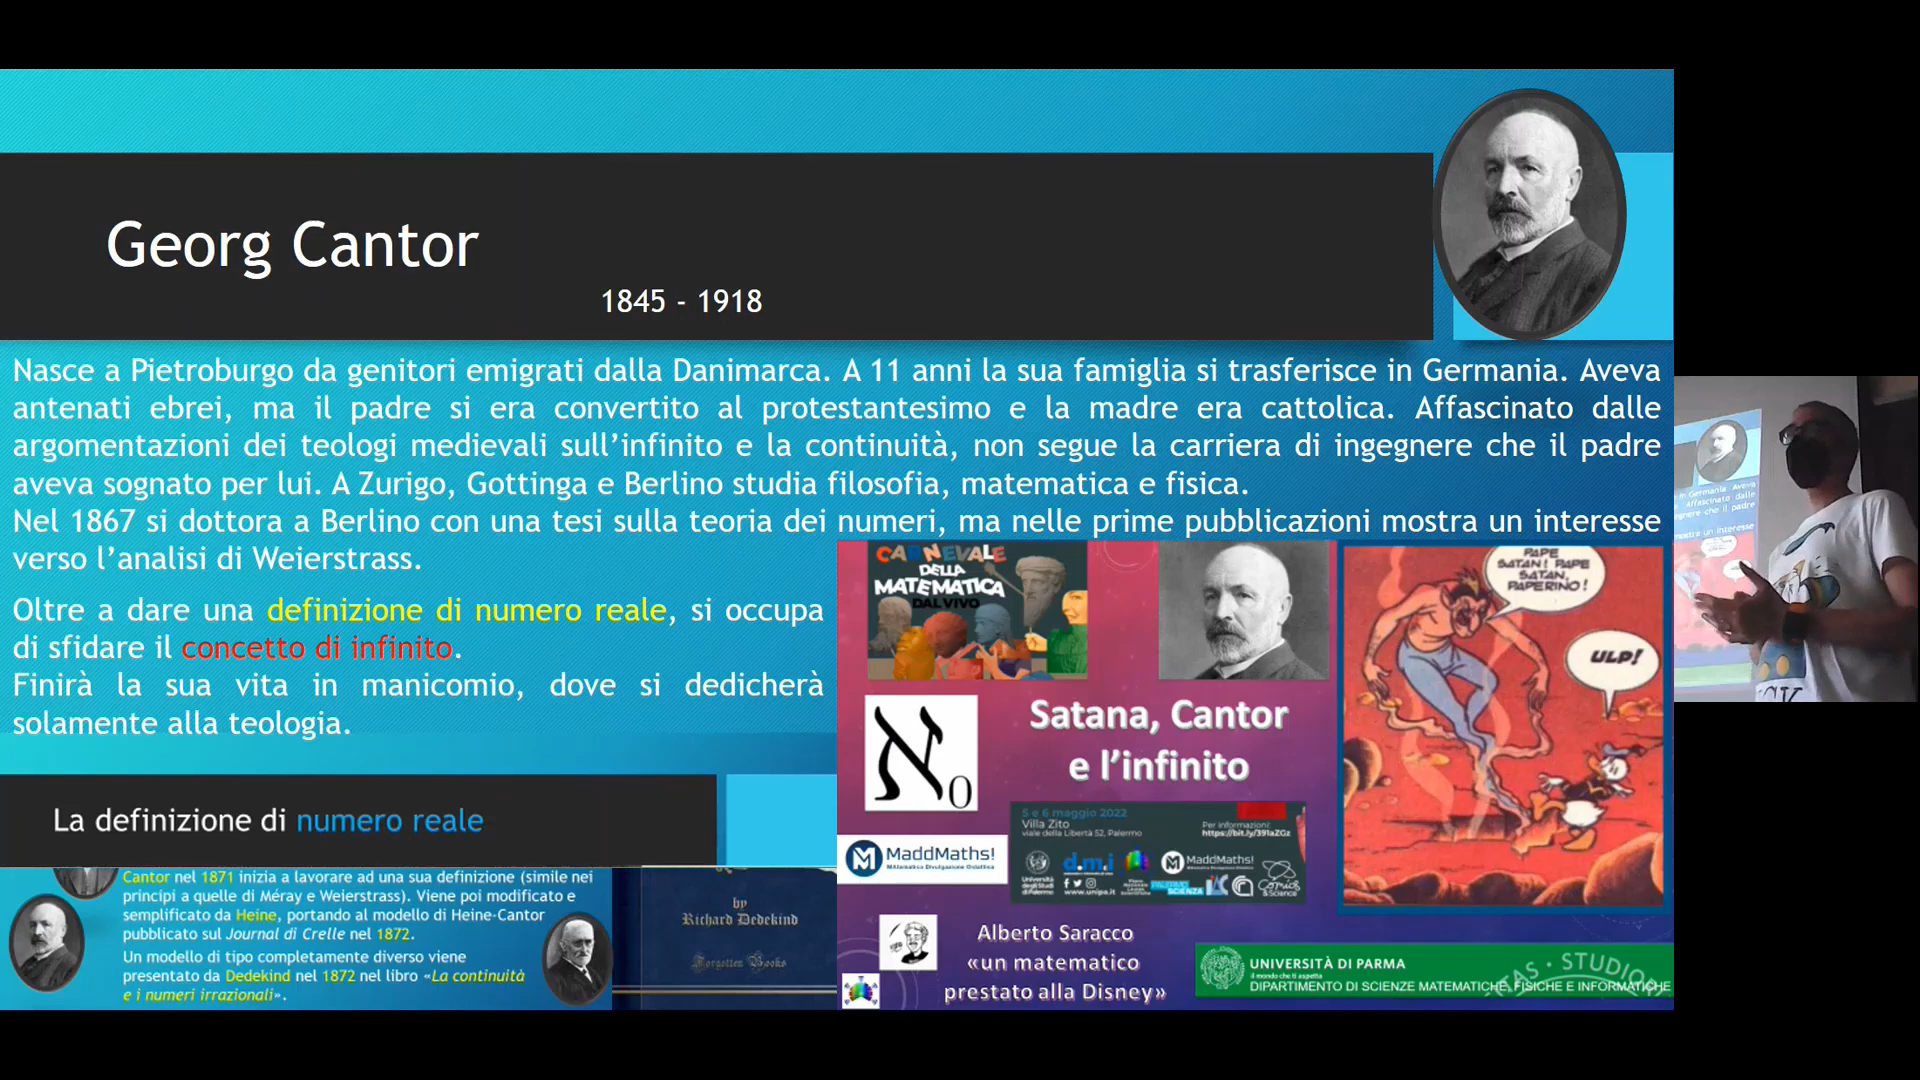 Georg Cantor
1845 - 1918
Nasce a Pietroburgo da genitori emigrati dalla Danimarca. A 11 anni la sua famiglia si trasferisce in Germania. Aveva
antenati ebrei, ma il padre si era convertito al protestantesimo e la madre era cattolica. Affascinato dalle
argomentazioni dei teologi medievali sull'infinito e la continuità, non segue la carriera di ingegnere che il padre
aveva sognato per lui. A Zurigo, Gottinga e Berlino studia filosofia, matematica e fisica.
Nel 1867 si dottora a Berlino con una tesi sulla teoria dei numeri, ma nelle prime pubblicazioni mostra un interesse
verso l'analisi di Weierstrass.
Oltre a dare una definizione di numero reale, si occupa
di sfidare il concetto di infinito.
Finirà la sua vita in manicomio, dove si dedicherà
solamente alla teologia.
La definizione di numero reale
Cantor nel 1871 inizia a lavorare ad una sua definizione (simile nei
principi a quelle di Méray e Weierstrass). Viene poi modificato e
semplificato da Heine, portando al modello di Heine-Cantor
pubblicato sul Journal di Crelle nel 1872.
Un modello di tipo completamente diverso viene
presentato da Dedekind nel 1872 nel libro «La continuità
e i numeri irrazionali».
by
Richard Dedekind
Forgotten Books
CARNEVALE
DELLA
MATEMATICA
DAL VIVO
PAPE
SATAN! PAPE
SATAN,
PAPERINO!
ULP!
Satana, Cantor
e l'infinito
ℵ0
5 e 6 maggio 2022
Villa Zito
viale della Libertà 52, Palermo
Per informazioni:
https://bit.ly/391aZGz
Università
degli Studi
di Palermo
d.m.i
www.unipa.it
PALERMO
SCIENZA
MaddMaths!
MaddMaths!
MAtematica Divulgazione Didattica
Alberto Saracco
«un matematico
prestato alla Disney»
UNIVERSITÀ DI PARMA
il mondo che ti aspetta
DIPARTIMENTO DI SCIENZE MATEMATICHE, FISICHE E INFORMATICHE